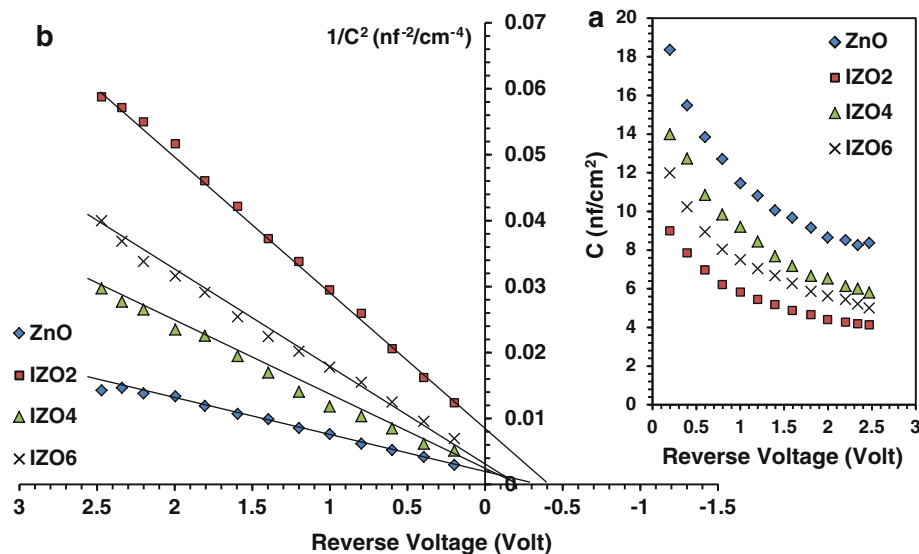 b
1/C² (nf⁻²/cm⁻⁴)
0.07
0.06
0.05
0.04
0.03
0.02
0.01
0
ZnO
IZO2
IZO4
IZO6
3 2.5 2 1.5 1 0.5 0 -0.5 -1 -1.5
Reverse Voltage (Volt)
a
20
18
16
14
12
10
8
6
4
2
0
C (nf/cm²)
ZnO
IZO2
IZO4
IZO6
0 0.5 1.0 1.5 2.0 2.5 3
Reverse Voltage (Volt)